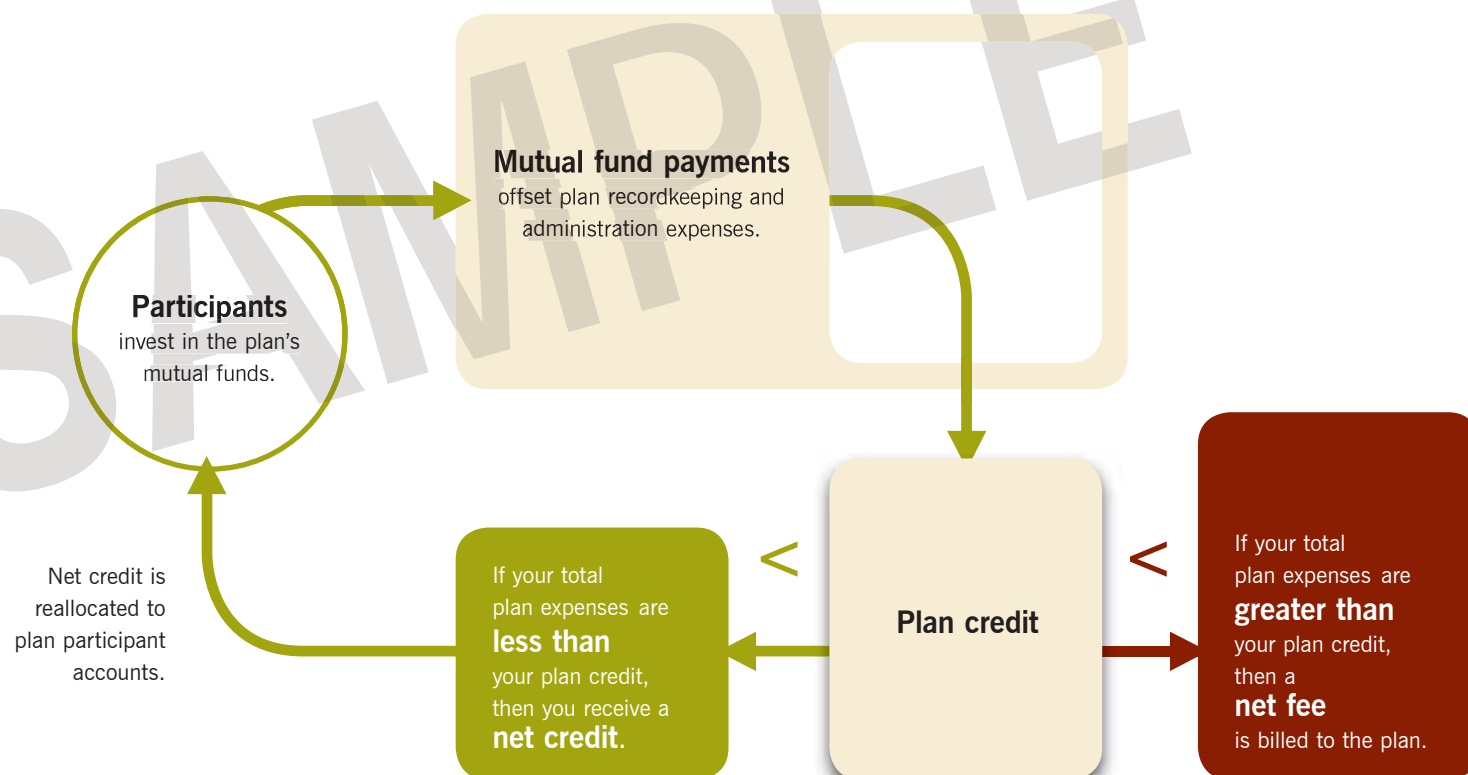 SAMPLE
Mutual fund payments
offset plan recordkeeping and
administration expenses.
Participants
invest in the plan’s
mutual funds.
Net credit is
reallocated to
plan participant
accounts.
If your total
plan expenses are
less than
your plan credit,
then you receive a
net credit.
<
Plan credit
<
If your total
plan expenses are
greater than
your plan credit,
then a
net fee
is billed to the plan.